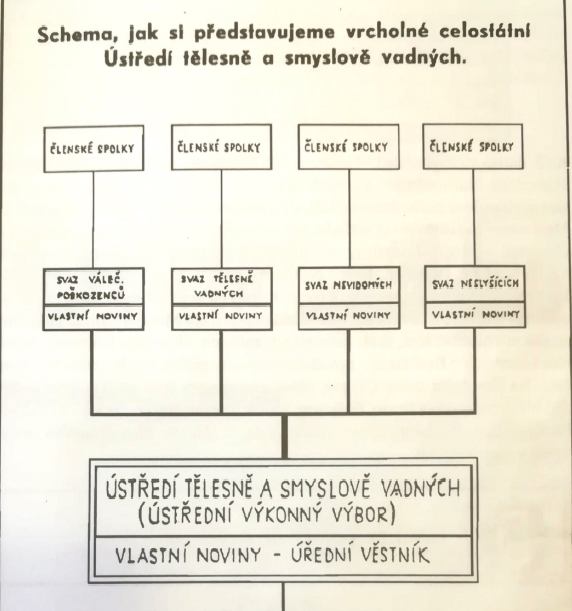 Schema, jak si představujeme vrcholné celostátní
Ústředí tělesně a smyslově vadných.
ČLENSKÉ SPOLKY
ČLENSKÉ SPOLKY
ČLENSKÉ SPOLKY
ČLENSKÉ SPOLKY
SVAZ VÁLEČ.
POŠKOZENCŮ
VLASTNÍ NOVINY
SVAZ TĚLESNĚ
VADNÝCH
VLASTNÍ NOVINY
SVAZ NEVIDOMÝCH
VLASTNÍ NOVINY
SVAZ NESLYŠÍCÍCH
VLASTNÍ NOVINY
ÚSTŘEDÍ TĚLESNĚ A SMYSLOVĚ VADNÝCH
(ÚSTŘEDNÍ VÝKONNÝ VÝBOR)
VLASTNÍ NOVINY - ÚŘEDNÍ VĚSTNÍK